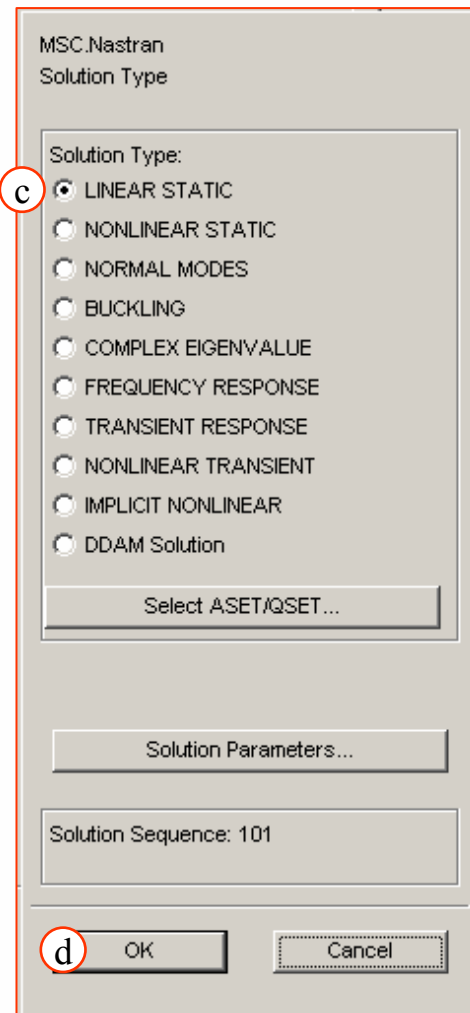 MSC.Nastran
Solution Type
Solution Type:
c LINEAR STATIC
NONLINEAR STATIC
NORMAL MODES
BUCKLING
COMPLEX EIGENVALUE
FREQUENCY RESPONSE
TRANSIENT RESPONSE
NONLINEAR TRANSIENT
IMPLICIT NONLINEAR
DDAM Solution
Select ASET/QSET...
Solution Parameters...
Solution Sequence: 101
d OK Cancel